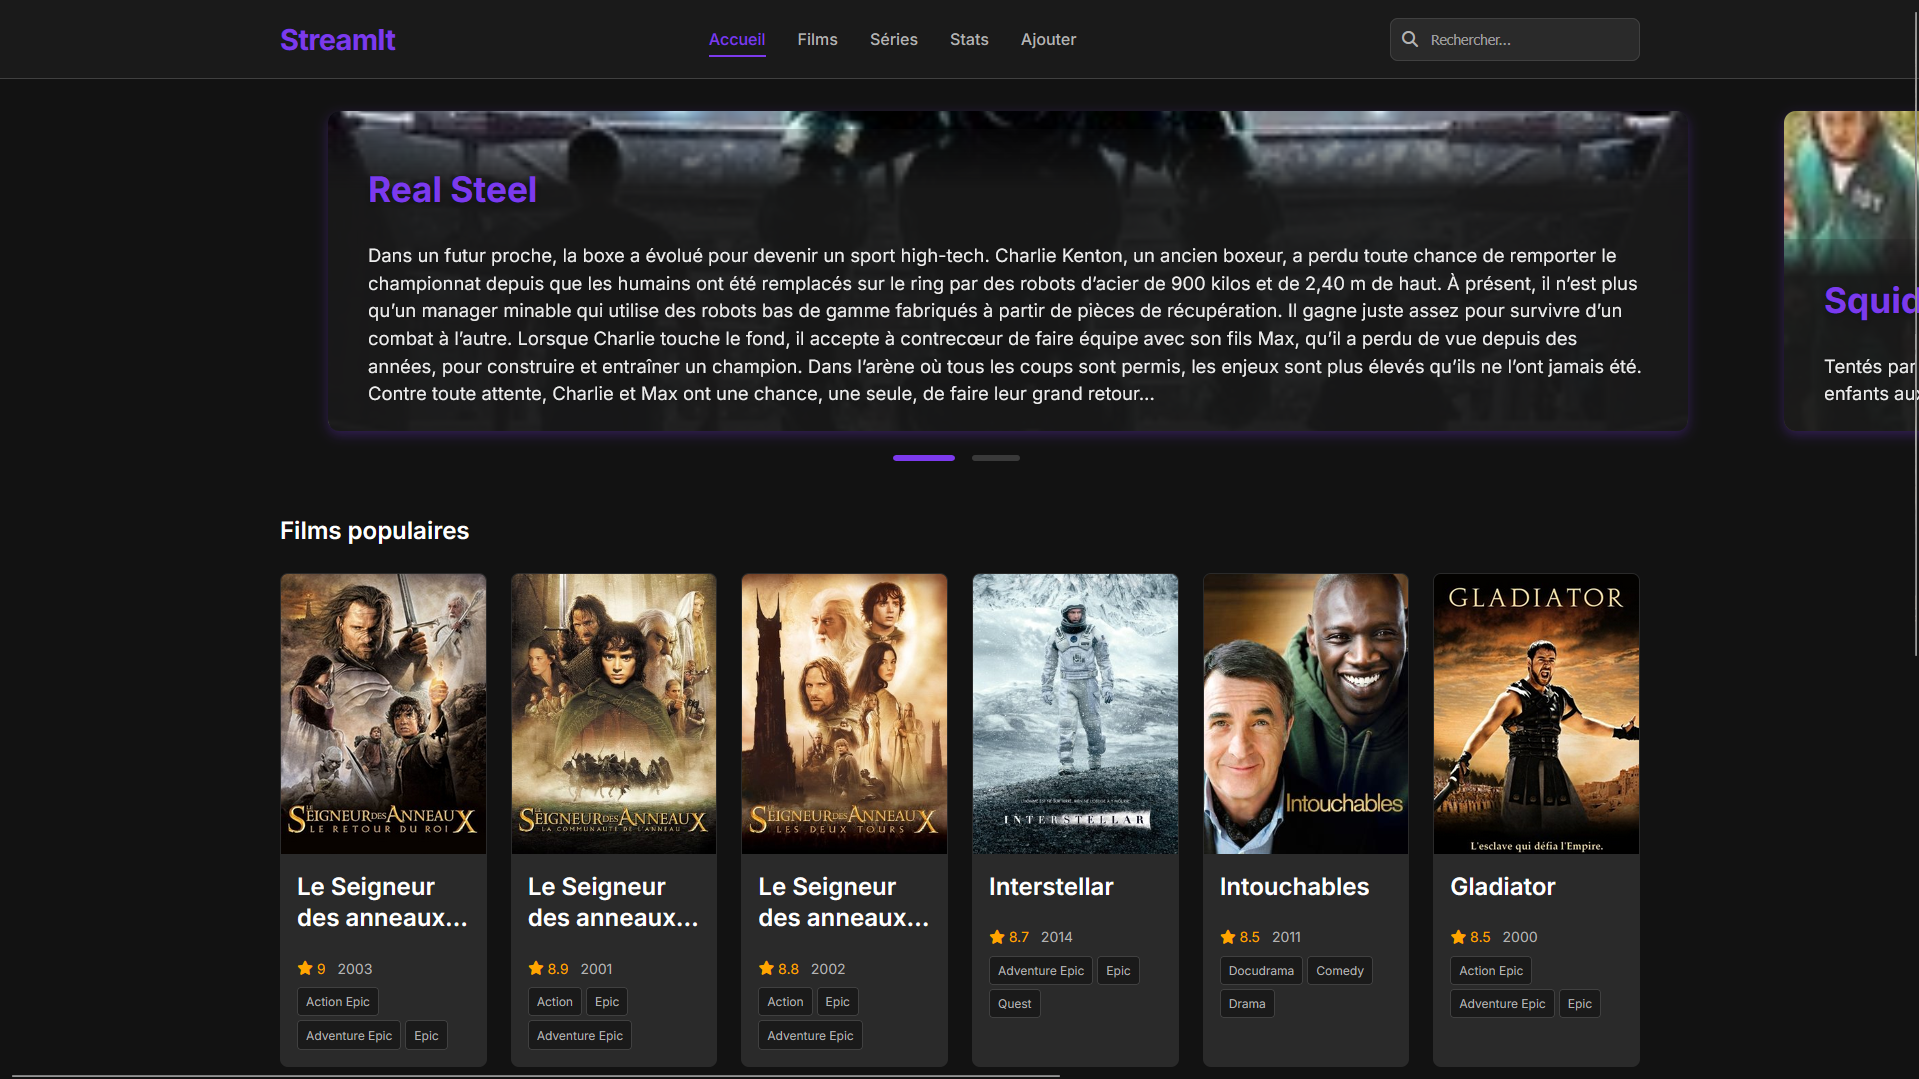 StreamIt
Accueil Films Séries Stats Ajouter
Rechercher...
Real Steel
Dans un futur proche, la boxe a évolué pour devenir un sport high-tech. Charlie Kenton, un ancien boxeur, a perdu toute chance de remporter le
championnat depuis que les humains ont été remplacés sur le ring par des robots d’acier de 900 kilos et de 2,40 m de haut. À présent, il n’est plus
qu’un manager minable qui utilise des robots bas de gamme fabriqués à partir de pièces de récupération. Il gagne juste assez pour survivre d’un
combat à l’autre. Lorsque Charlie touche le fond, il accepte à contrecœur de faire équipe avec son fils Max, qu’il a perdu de vue depuis des
années, pour construire et entraîner un champion. Dans l’arène où tous les coups sont permis, les enjeux sont plus élevés qu’ils ne l’ont jamais été.
Contre toute attente, Charlie et Max ont une chance, une seule, de faire leur grand retour…
Squid
Tentés par
enfants aux
Films populaires
LE SEIGNEUR DES ANNEAUX
LE RETOUR DU ROI
Le Seigneur
des anneaux...
9 2003
Action Epic
Adventure Epic Epic
LE SEIGNEUR DES ANNEAUX
LA COMMUNAUTÉ DE L'ANNEAU
Le Seigneur
des anneaux...
8.9 2001
Action Epic
Adventure Epic
LE SEIGNEUR DES ANNEAUX
LES DEUX TOURS
Le Seigneur
des anneaux...
8.8 2002
Action Epic
Adventure Epic
INTERSTELLAR
Interstellar
8.7 2014
Adventure Epic Epic
Quest
Intouchables
Intouchables
8.5 2011
Docudrama Comedy
Drama
GLADIATOR
L'esclave qui défia l'Empire.
Gladiator
8.5 2000
Action Epic
Adventure Epic Epic